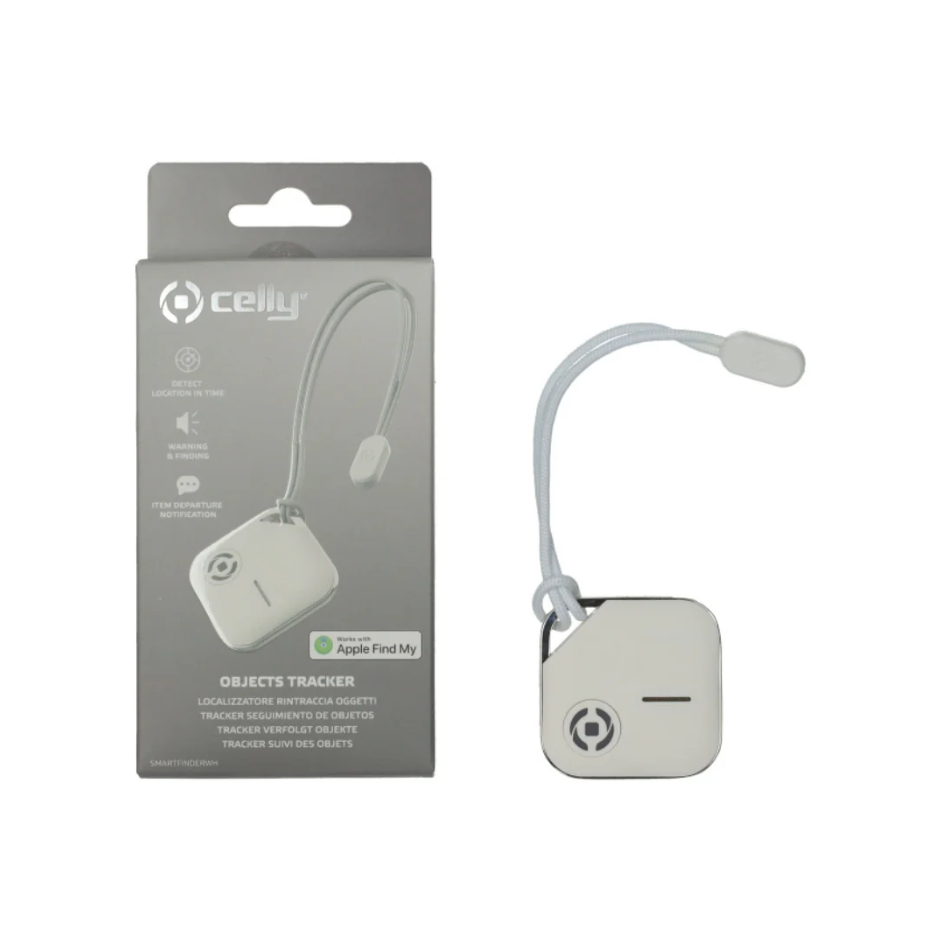 celly
DETECT
LOCATION IN TIME
WARNING
& FINDING
ITEM DEPARTURE
NOTIFICATION
Works with
Apple Find My
OBJECTS TRACKER
LOCALIZZATORE RINTRACCIA OGGETTI
TRACKER SEGUIMIENTO DE OBJETOS
TRACKER VERFOLGT OBJEKTE
TRACKER SUIVI DES OBJETS
SMARTFINDERWH